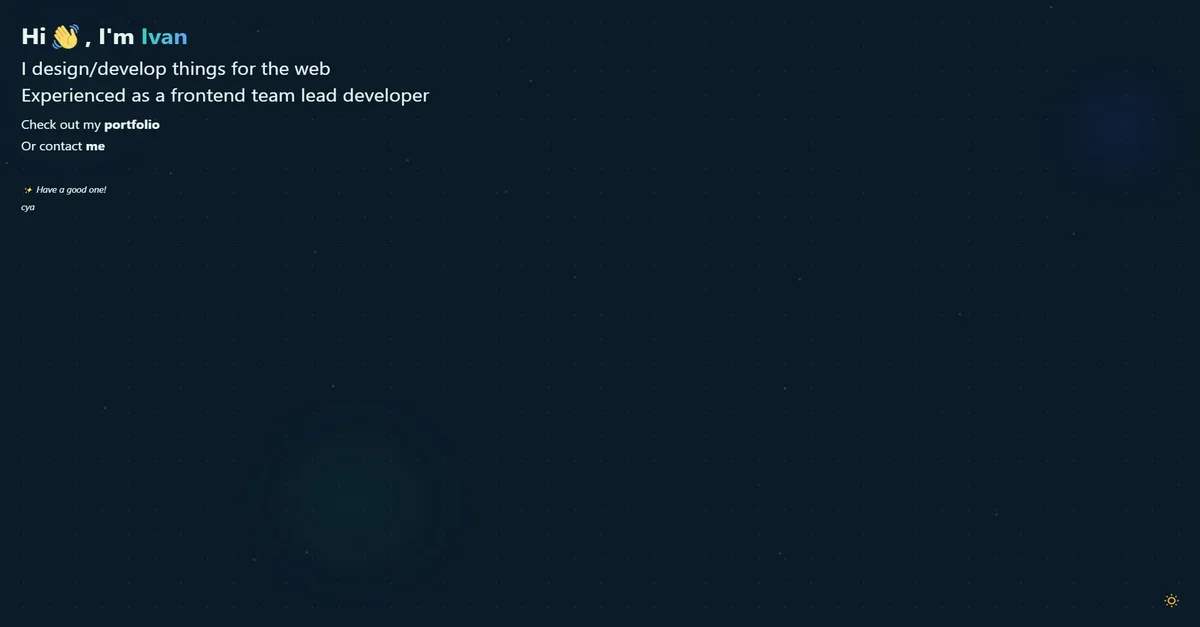 Hi 👋 , I'm Ivan
I design/develop things for the web
Experienced as a frontend team lead developer
Check out my portfolio
Or contact me
✨ Have a good one!
cya